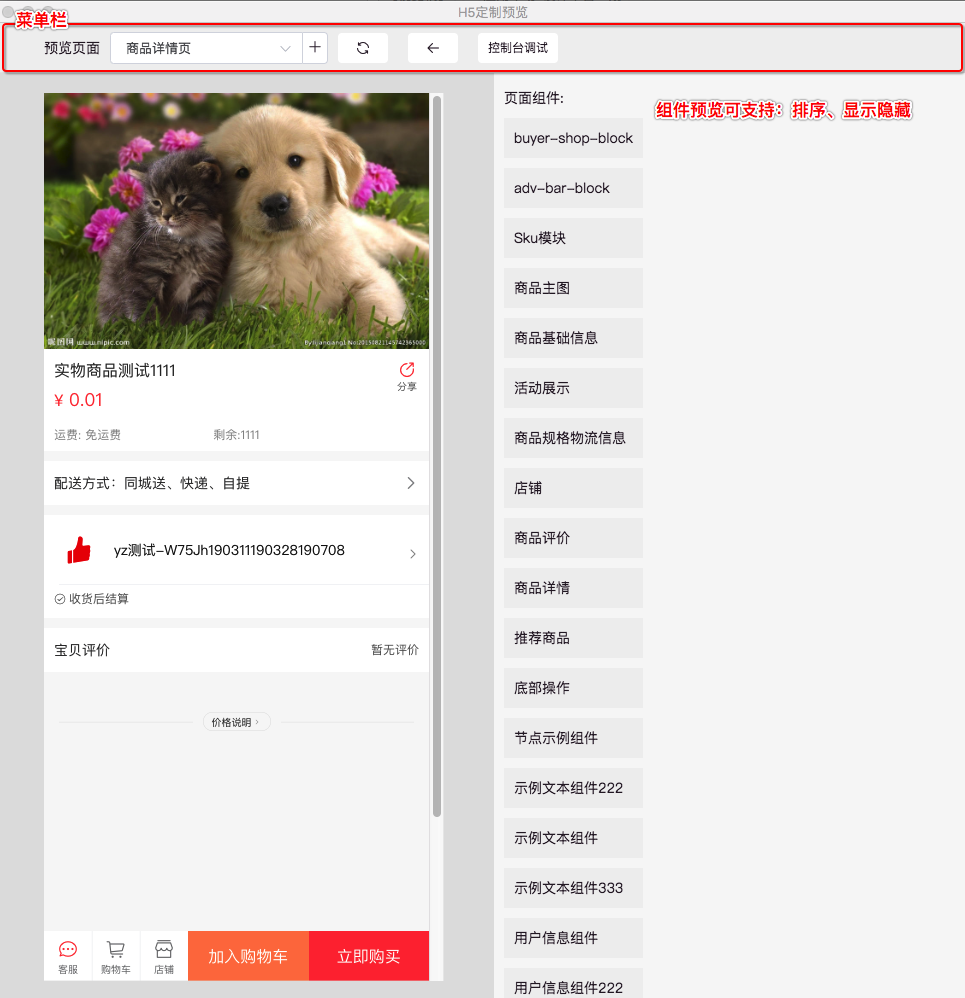 H5定制预览
菜单栏
预览页面
商品详情页
控制台调试
昵图网 www.nipic.com
实物商品测试1111
分享
¥ 0.01
运费: 免运费
剩余:1111
配送方式：同城送、快递、自提
yz测试-W75Jh190311190328190708
收货后结算
宝贝评价
暂无评价
价格说明
客服
购物车
店铺
加入购物车
立即购买
页面组件:
组件预览可支持：排序、显示隐藏
buyer-shop-block
adv-bar-block
Sku模块
商品主图
商品基础信息
活动展示
商品规格物流信息
店铺
商品评价
商品详情
推荐商品
底部操作
节点示例组件
示例文本组件222
示例文本组件
示例文本组件333
用户信息组件
用户信息组件222